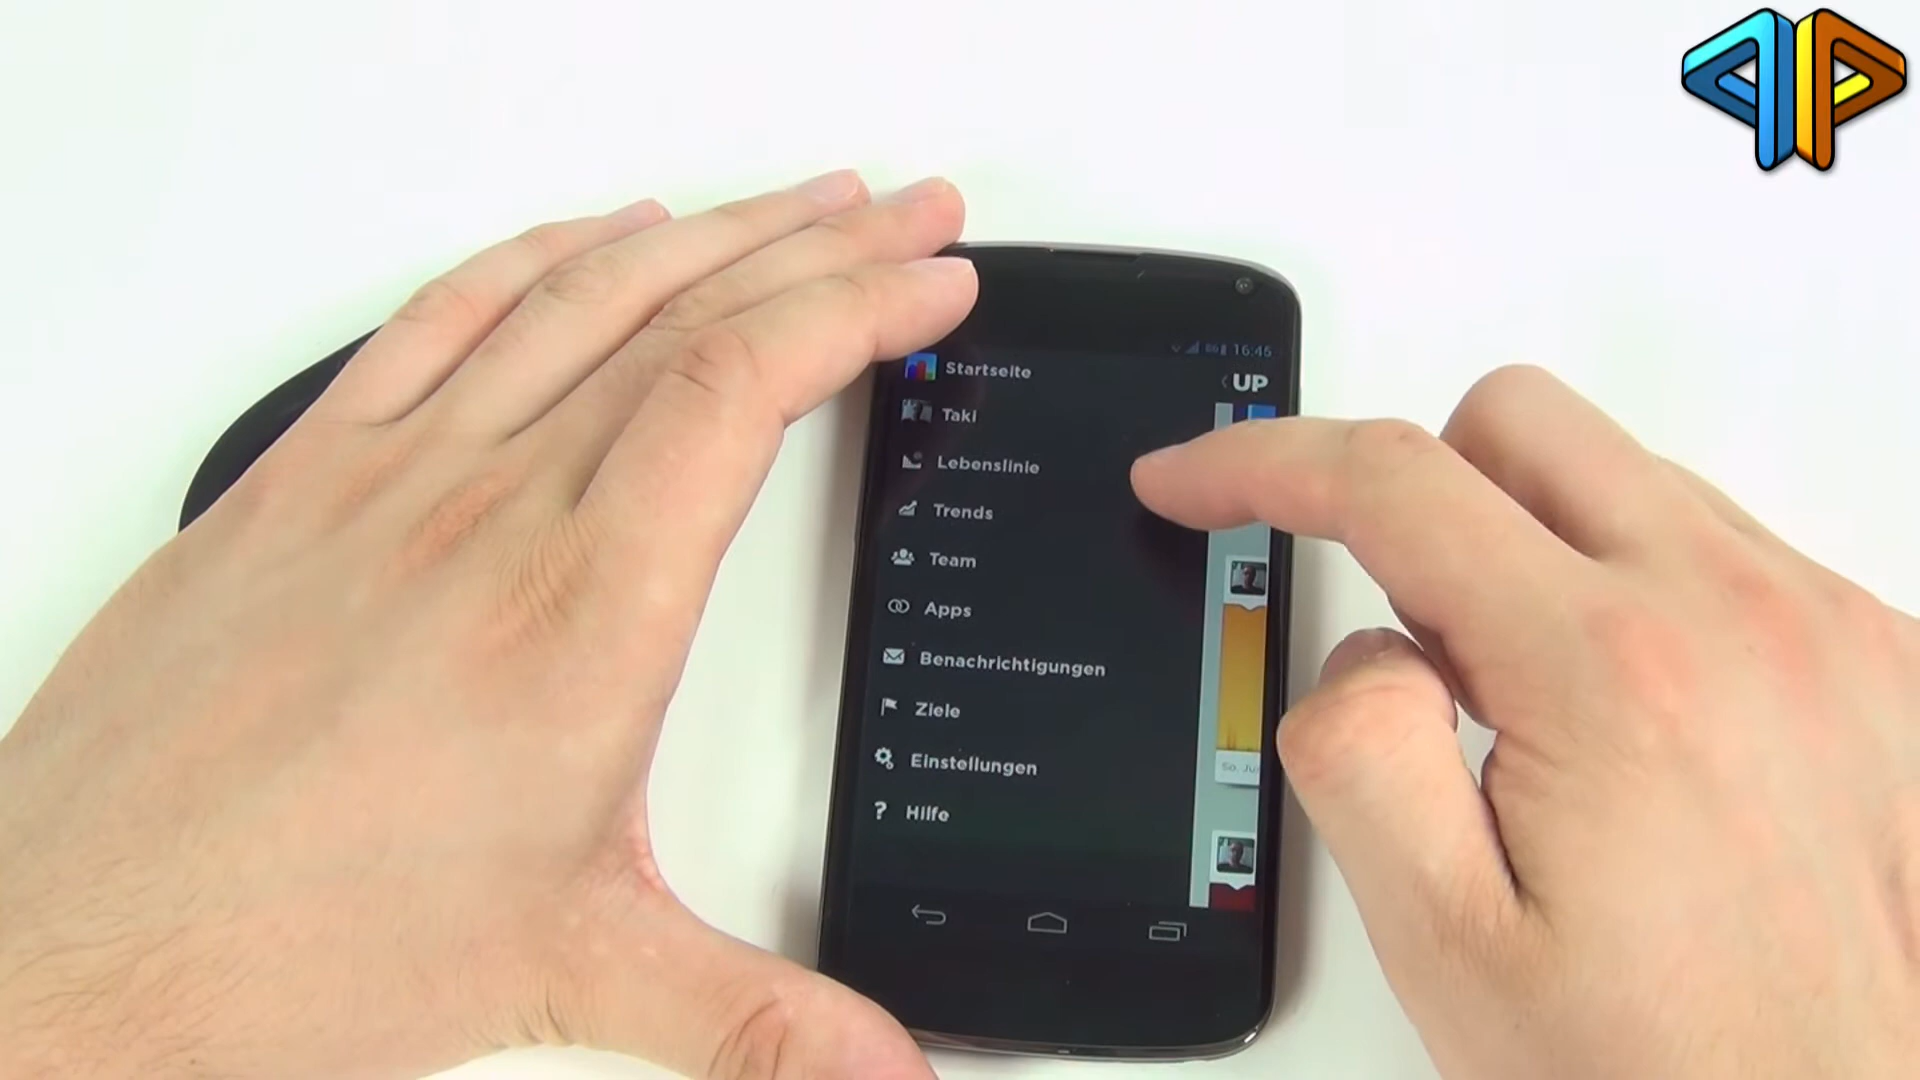 16:45
Startseite
UP
Taki
Lebenslinie
Trends
Team
Apps
Benachrichtigungen
Ziele
Einstellungen
? Hilfe